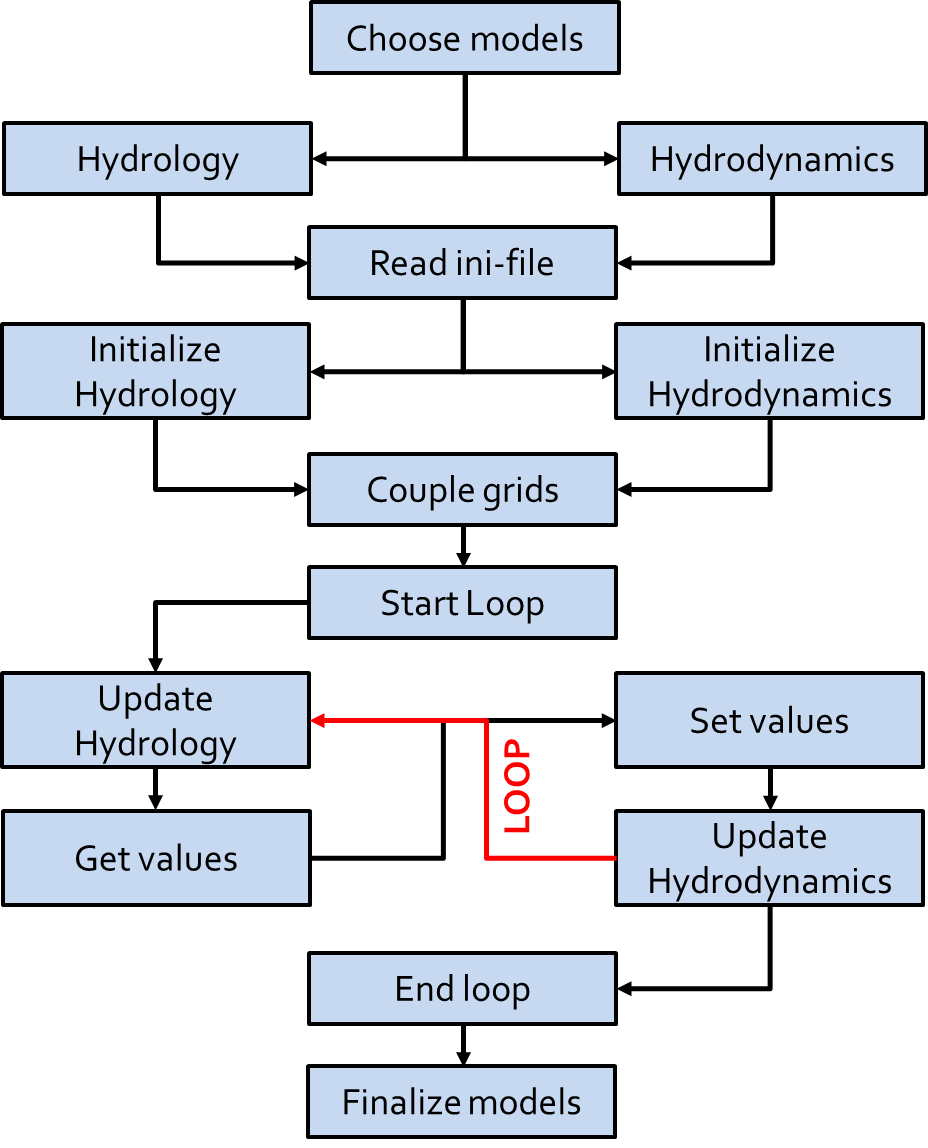 Choose models
Hydrology
Hydrodynamics
Read ini-file
Initialize
Hydrology
Initialize
Hydrodynamics
Couple grids
Start Loop
Update
Hydrology
Set values
LOOP
Get values
Update
Hydrodynamics
End loop
Finalize models